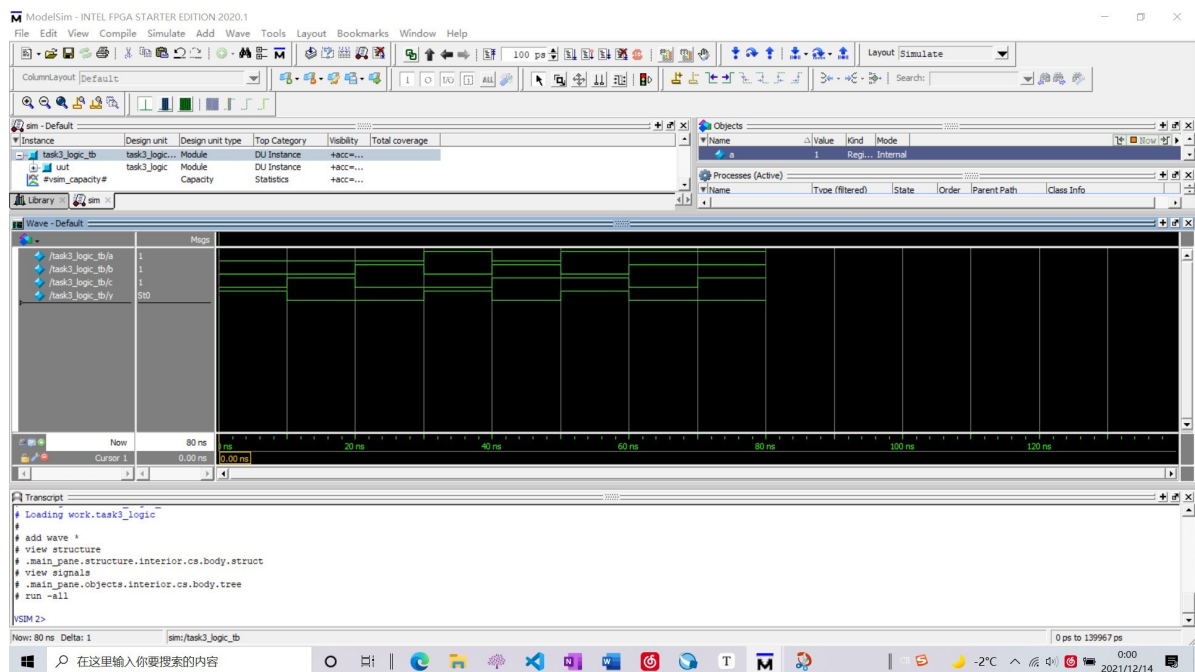 ModelSim - INTEL FPGA STARTER EDITION 2020.1
File Edit View Compile Simulate Add Wave Tools Layout Bookmarks Window Help
100 ps
Layout Simulate
ColumnLayout Default
Search:
sim - Default
Instance Design unit Design unit type Top Category Visibility Total coverage
task3_logic_tb task3_logic... Module DU Instance +acc=...
uut task3_logic Module DU Instance +acc=...
#vsim_capacity# Capacity Statistics +acc=...
Library sim
Objects
Name Value Kind Mode
Now
a 1 Regi... Internal
Processes (Active)
Name Type (filtered) State Order Parent Path Class Info
Wave - Default
Msgs
/task3_logic_tb/a 1
/task3_logic_tb/b 1
/task3_logic_tb/c 1
/task3_logic_tb/y St0
Now 80 ns
ns 20 ns 40 ns 60 ns 80 ns 100 ns 120 ns
Cursor 1 0.00 ns 0.00 ns
Transcript
# Loading work.task3_logic
#
# add wave *
# view structure
# .main_pane.structure.interior.cs.body.struct
# view signals
# .main_pane.objects.interior.cs.body.tree
# run -all
VSIM 2>
Now: 80 ns Delta: 1 sim:/task3_logic_tb 0 ps to 139967 ps
在这里输入你要搜索的内容
-2°C
0:00
2021/12/14